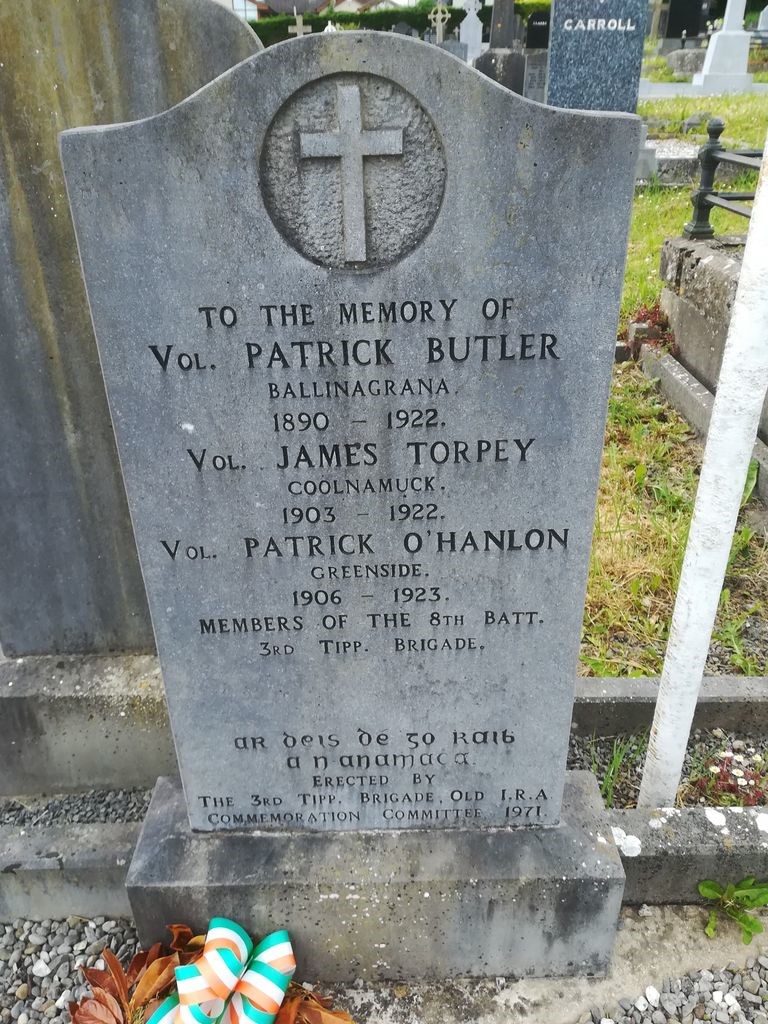 CARROLL
TO THE MEMORY OF
VOL. PATRICK BUTLER
BALLINAGRANA.
1890 - 1922.
VOL. JAMES TORPEY
COOLNAMUCK.
1903 - 1922.
VOL. PATRICK O'HANLON
GREENSIDE.
1906 - 1923.
MEMBERS OF THE 8TH BATT.
3RD TIPP. BRIGADE.
ar deis dé go raib
a n anamaca
ERECTED BY
THE 3RD TIPP. BRIGADE, OLD I.R.A
COMMEMORATION COMMITTEE 1971.